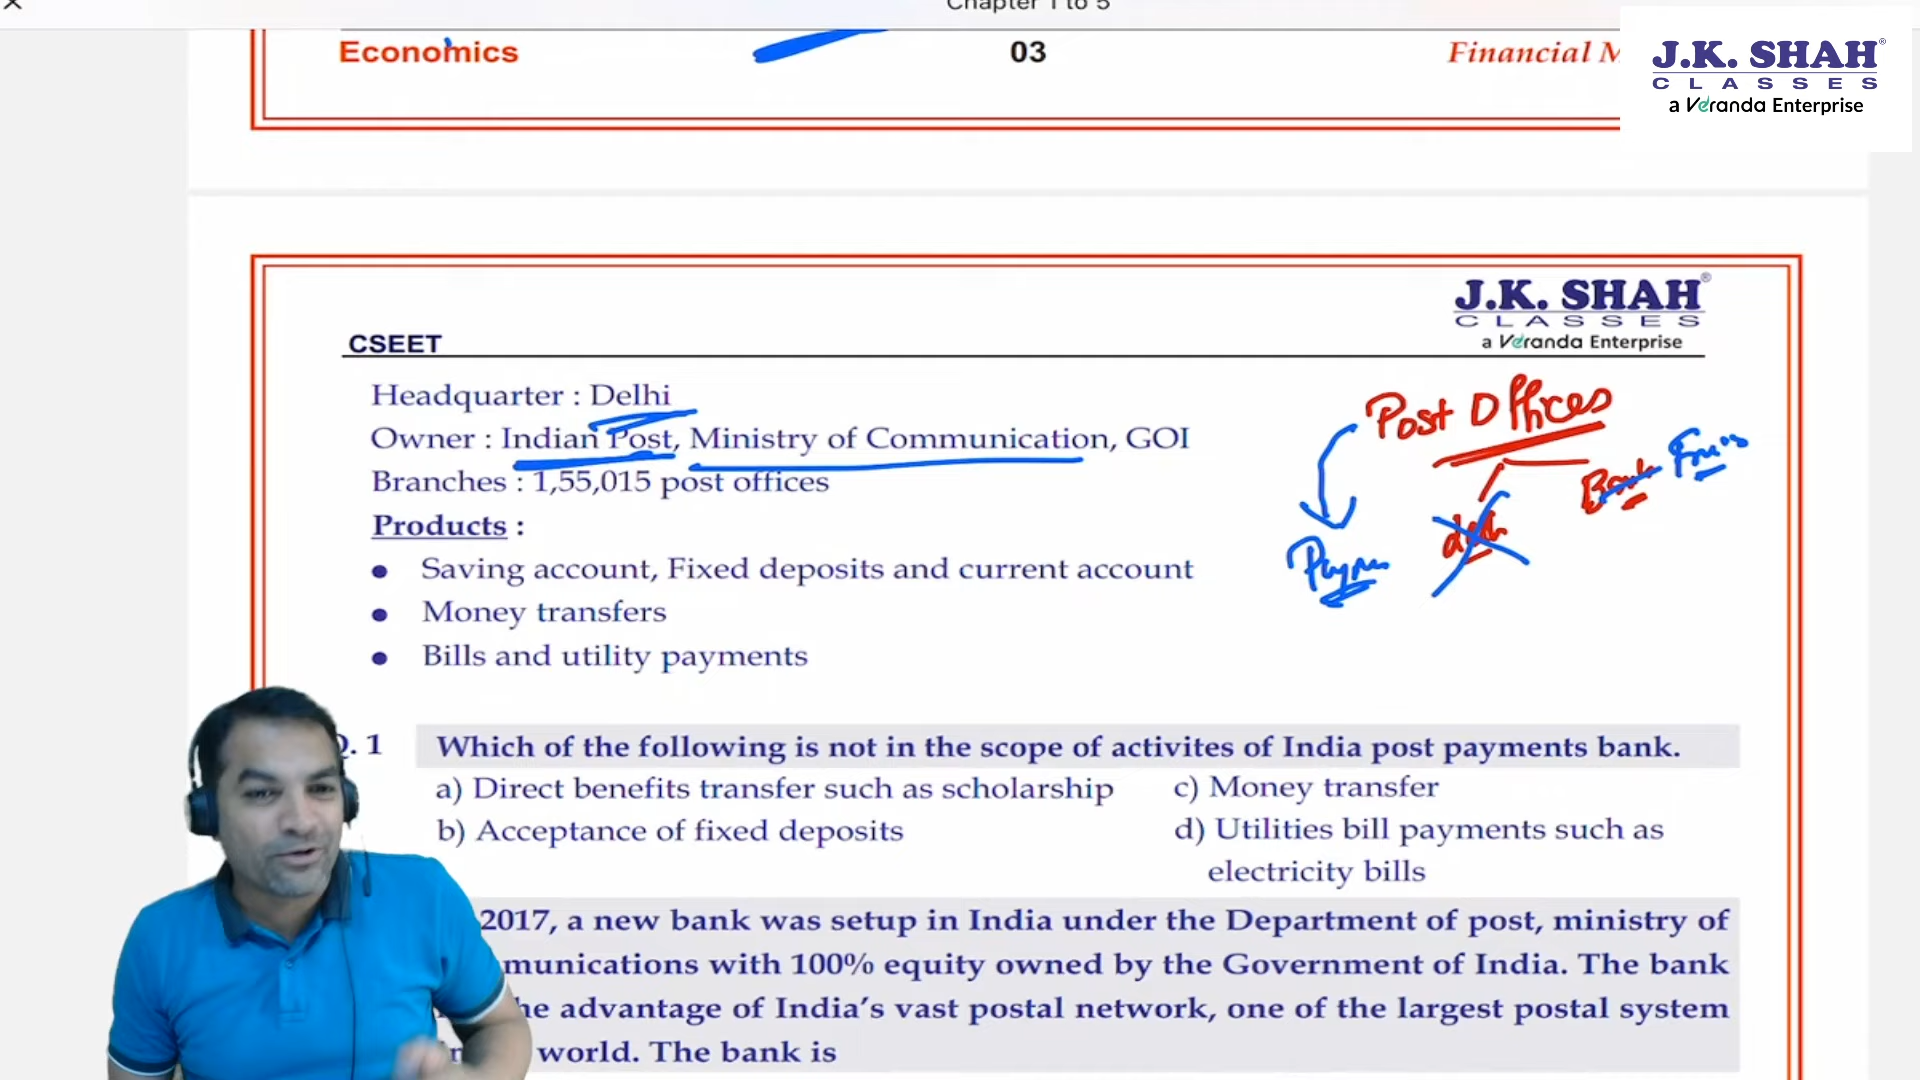 Chapter 1 to 5
Economics
03
Financial M
J.K. SHAH®
CLASSES
a Veranda Enterprise
J.K. SHAH®
CLASSES
a Veranda Enterprise
CSEET
Headquarter : Delhi
Owner : Indian Post, Ministry of Communication, GOI
Branches : 1,55,015 post offices
Products :
● Saving account, Fixed deposits and current account
● Money transfers
● Bills and utility payments
Post Offices
Bank
Q. 1 Which of the following is not in the scope of activites of India post payments bank.
a) Direct benefits transfer such as scholarship
b) Acceptance of fixed deposits
c) Money transfer
d) Utilities bill payments such as
electricity bills
2017, a new bank was setup in India under the Department of post, ministry of
munications with 100% equity owned by the Government of India. The bank
he advantage of India's vast postal network, one of the largest postal system
world. The bank is